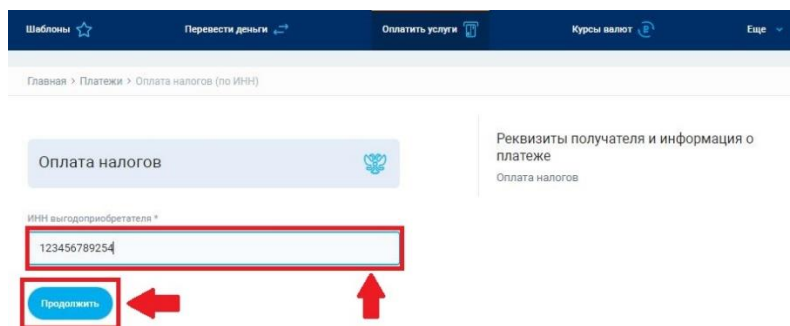 Шаблоны
Перевести деньги
Оплатить услуги
Курсы валют
Еще
Главная > Платежи > Оплата налогов (по ИНН)
Оплата налогов
Реквизиты получателя и информация о
платеже
Оплата налогов
ИНН выгодоприобретателя *
123456789254
Продолжить